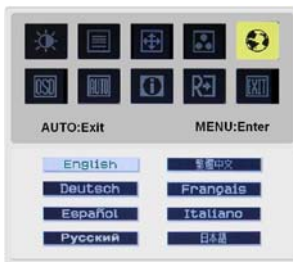 OSD AUTO i R EXIT
AUTO:Exit MENU:Enter
English 繁體中文
Deutsch Français
Español Italiano
Русский 日本語